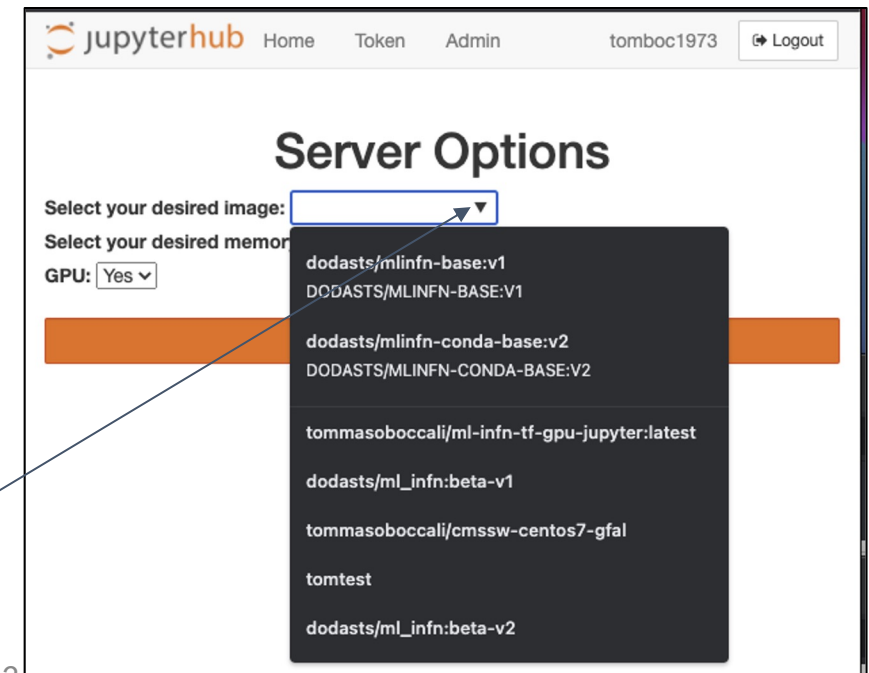 jupyterhub Home Token Admin tomboc1973 Logout
Server Options
Select your desired image:
Select your desired memor
GPU: Yes
dodasts/mlinfn-base:v1
DODASTS/MLINFN-BASE:V1
dodasts/mlinfn-conda-base:v2
DODASTS/MLINFN-CONDA-BASE:V2
tommasoboccali/ml-infn-tf-gpu-jupyter:latest
dodasts/ml_infn:beta-v1
tommasoboccali/cmssw-centos7-gfal
tomtest
dodasts/ml_infn:beta-v2